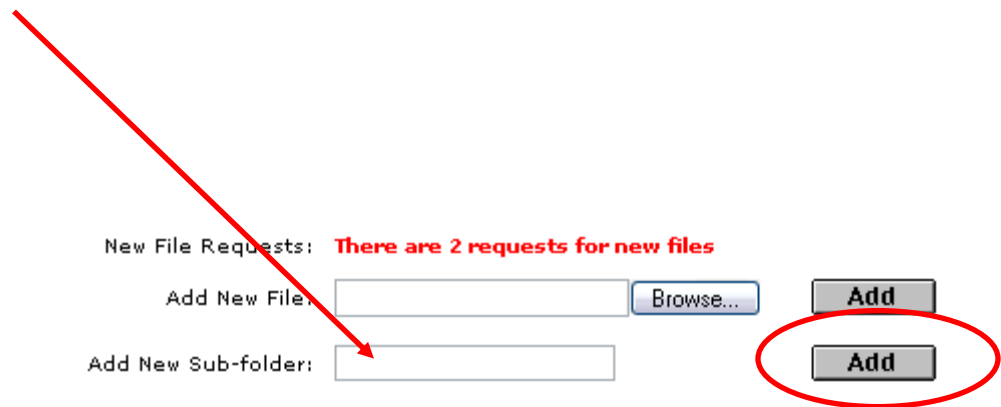 New File Requests: There are 2 requests for new files
Add New File: Browse... Add
Add New Sub-folder: Add